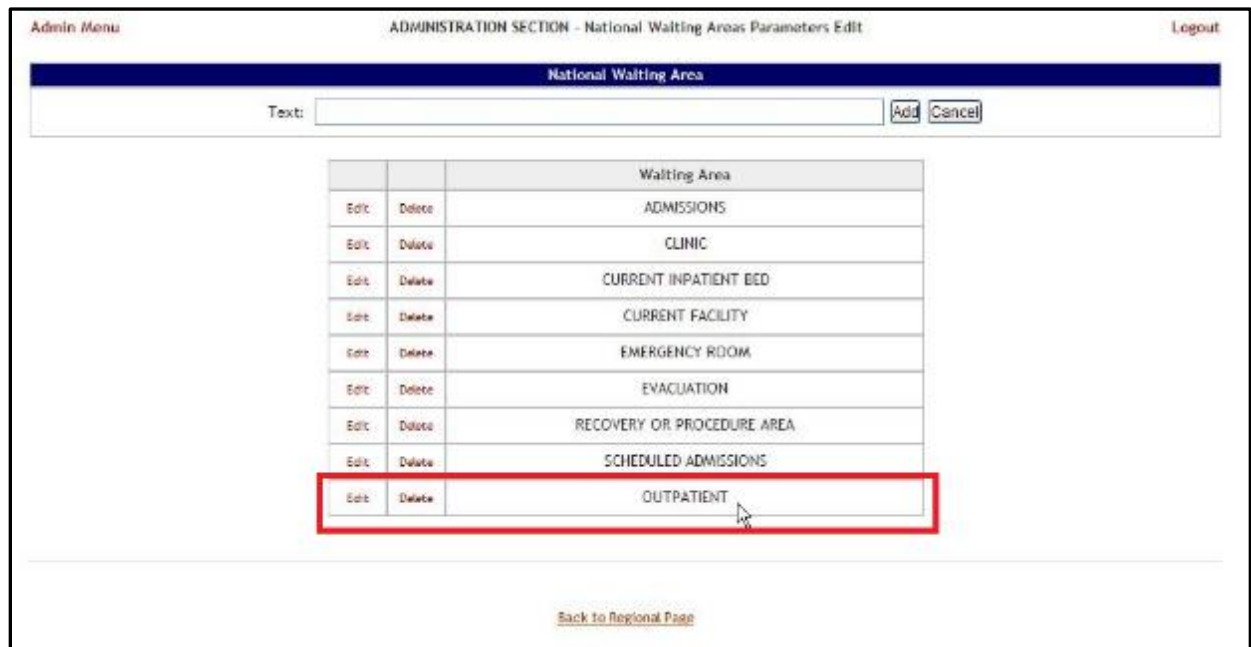 Admin Menu ADMINISTRATION SECTION - National Waiting Areas Parameters Edit Logout
National Waiting Area
Text: Add Cancel
Waiting Area
Edit Delete ADMISSIONS
Edit Delete CLINIC
Edit Delete CURRENT INPATIENT BED
Edit Delete CURRENT FACILITY
Edit Delete EMERGENCY ROOM
Edit Delete EVACUATION
Edit Delete RECOVERY OR PROCEDURE AREA
Edit Delete SCHEDULED ADMISSIONS
Edit Delete OUTPATIENT
Back to Regional Page